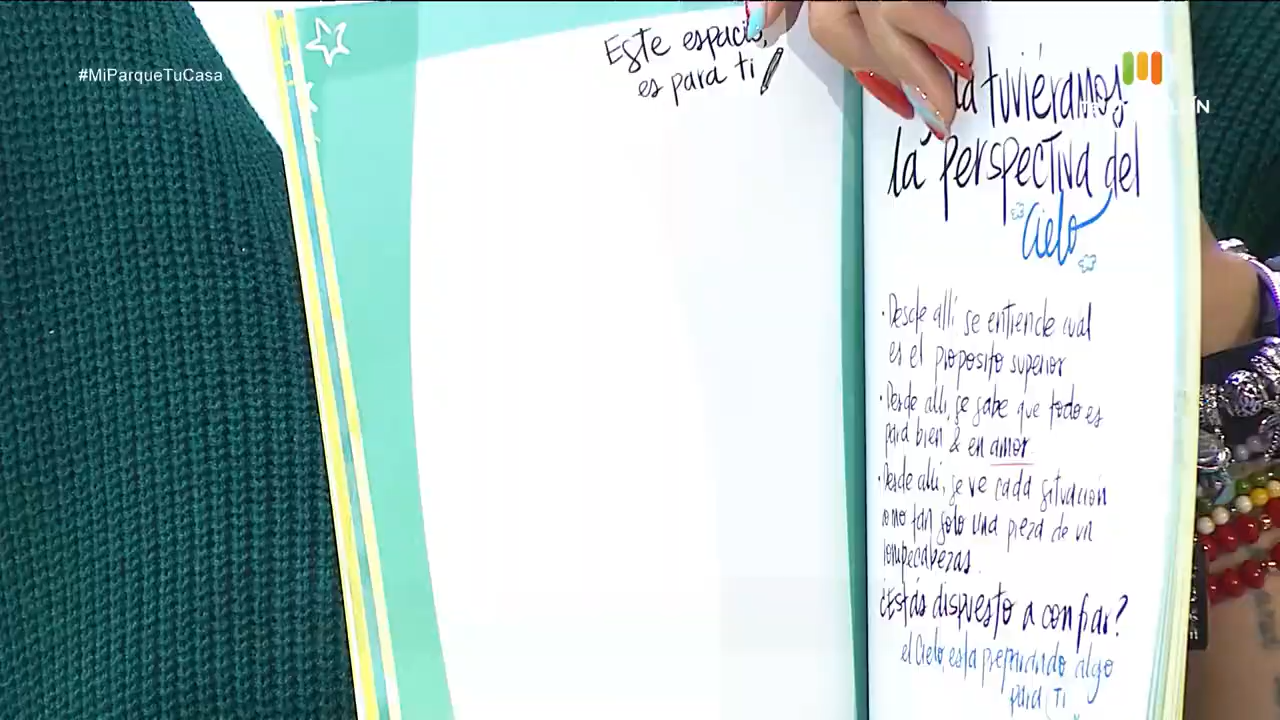 #MiParqueTuCasa
Este espacio,
es para ti
tuviéramos
la perspectiva del
cielo
• Desde allí se entiende cual
es el proposito superior
• Desde allí, se sabe que todo es
para bien & en amor.
• Desde allí, se ve cada situación
como tan solo una pieza de un
rompecabezas.
¿Estás dispuesto a confiar?
el cielo, esta preparando algo
para ti